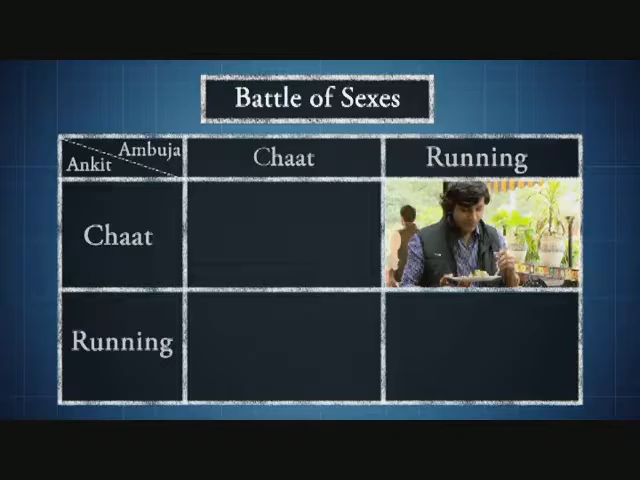 Battle of Sexes
Ambuja
Ankit
Chaat
Running
Chaat
Running